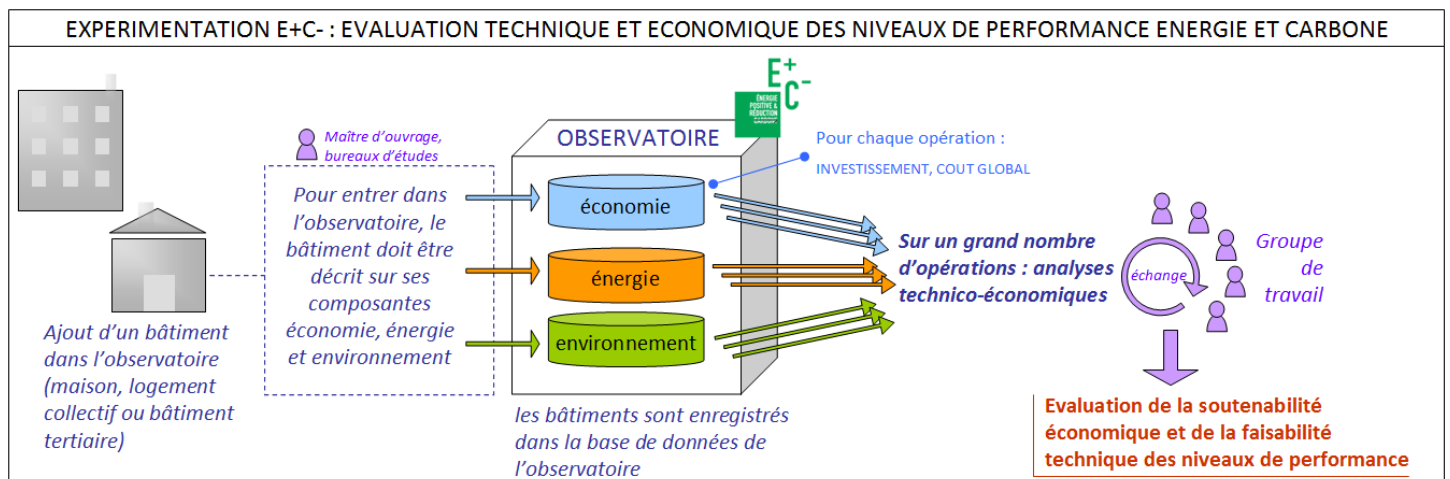 EXPERIMENTATION E+C- : EVALUATION TECHNIQUE ET ECONOMIQUE DES NIVEAUX DE PERFORMANCE ENERGIE ET CARBONE
Ajout d'un bâtiment
dans l'observatoire
(maison, logement
collectif ou bâtiment
tertiaire)
Maître d'ouvrage,
bureaux d'études
Pour entrer dans
l'observatoire, le
bâtiment doit être
décrit sur ses
composantes
économie, énergie
et environnement
E+
C-
ÉNERGIE
POSITIVE &
RÉDUCTION
OBSERVATOIRE
économie
énergie
environnement
les bâtiments sont enregistrés
dans la base de données de
l'observatoire
Pour chaque opération :
INVESTISSEMENT, COUT GLOBAL
Sur un grand nombre
d'opérations : analyses
technico-économiques
échange
Groupe
de
travail
Evaluation de la soutenabilité
économique et de la faisabilité
technique des niveaux de performance